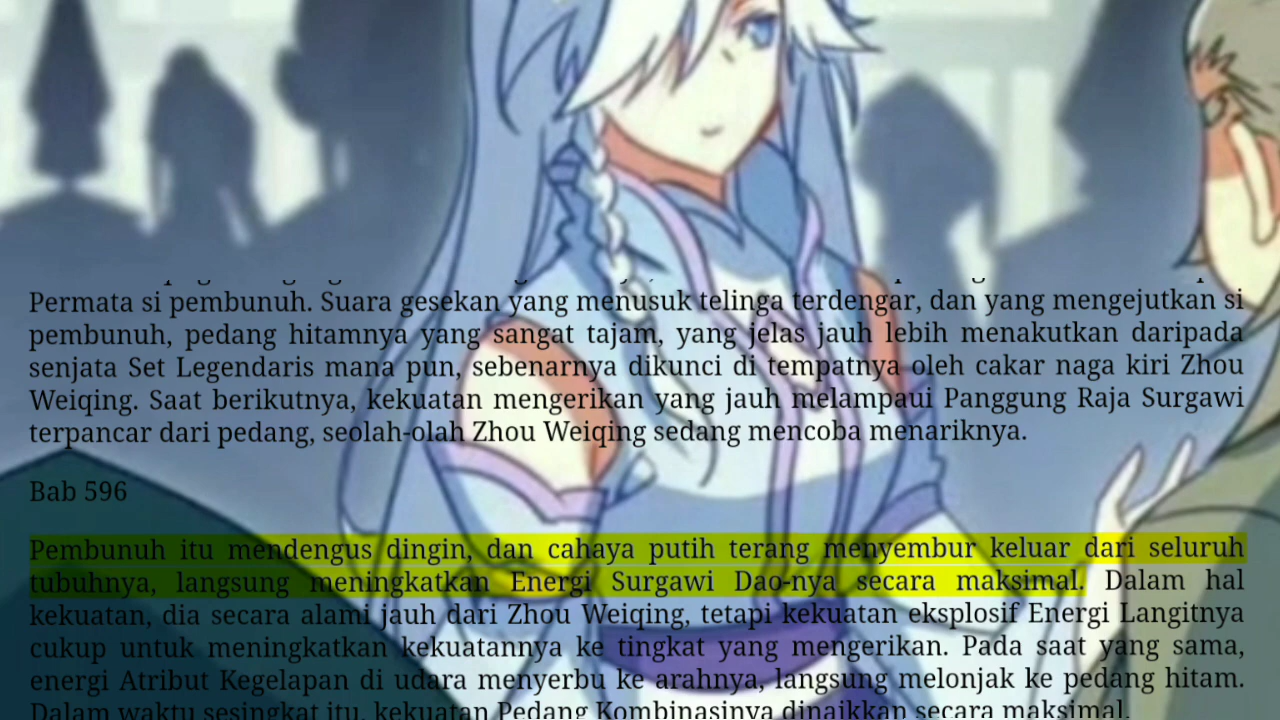 Permata si pembunuh. Suara gesekan yang menusuk telinga terdengar, dan yang mengejutkan si
pembunuh, pedang hitamnya yang sangat tajam, yang jelas jauh lebih menakutkan daripada
senjata Set Legendaris mana pun, sebenarnya dikunci di tempatnya oleh cakar naga kiri Zhou
Weiqing. Saat berikutnya, kekuatan mengerikan yang jauh melampaui Panggung Raja Surgawi
terpancar dari pedang, seolah-olah Zhou Weiqing sedang mencoba menariknya.
Bab 596
Pembunuh itu mendengus dingin, dan cahaya putih terang menyembur keluar dari seluruh
tubuhnya, langsung meningkatkan Energi Surgawi Dao-nya secara maksimal. Dalam hal
kekuatan, dia secara alami jauh dari Zhou Weiqing, tetapi kekuatan eksplosif Energi Langitnya
cukup untuk meningkatkan kekuatannya ke tingkat yang mengerikan. Pada saat yang sama,
energi Atribut Kegelapan di udara menyerbu ke arahnya, langsung melonjak ke pedang hitam.
Dalam waktu sesingkat itu, kekuatan Pedang Kombinasinya dinaikkan secara maksimal.